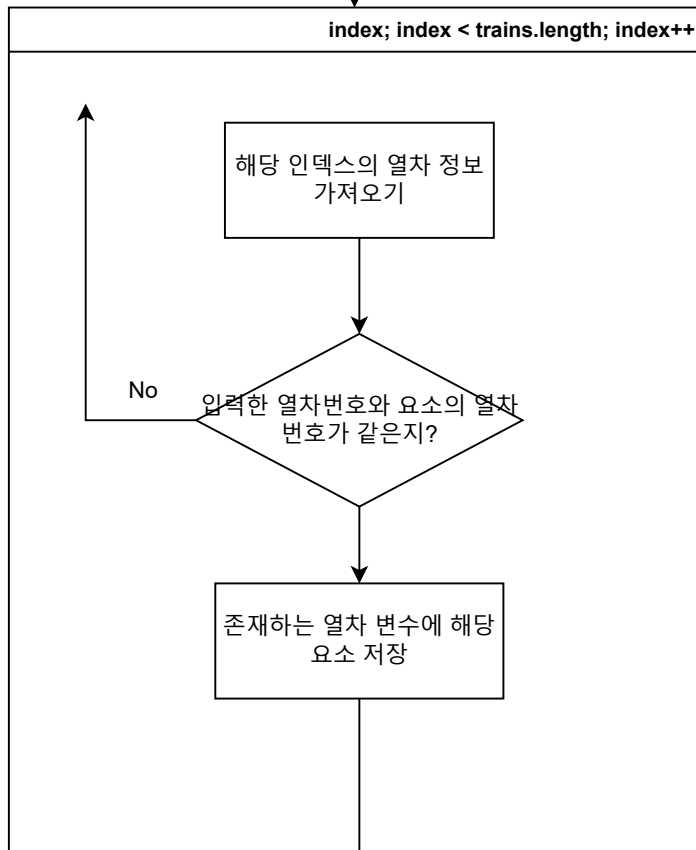 index; index < trains.length; index++
해당 인덱스의 열차 정보
가져오기
No
입력한 열차번호와 요소의 열차
번호가 같은지?
존재하는 열차 변수에 해당
요소 저장